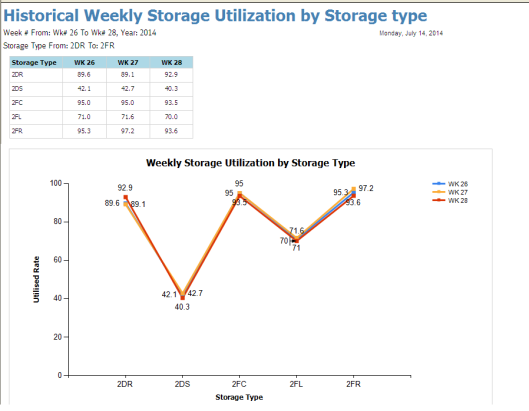 Historical Weekly Storage Utilization by Storage type
Week # From: Wk# 26 To Wk# 28, Year: 2014
Monday, July 14, 2014
Storage Type From: 2DR To: 2FR
Storage Type WK 26 WK 27 WK 28
2DR 89.6 89.1 92.9
2DS 42.1 42.7 40.3
2FC 95.0 95.0 93.5
2FL 71.0 71.6 70.0
2FR 95.3 97.2 93.6
Weekly Storage Utilization by Storage Type
100
80
60
40
20
0
Utilised Rate
92.9
89.6 89.1
42.1 42.7
40.3
95
95
93.5
71.6
70
71
95.3 97.2
93.6
WK 26
WK 27
WK 28
2DR 2DS 2FC 2FL 2FR
Storage Type